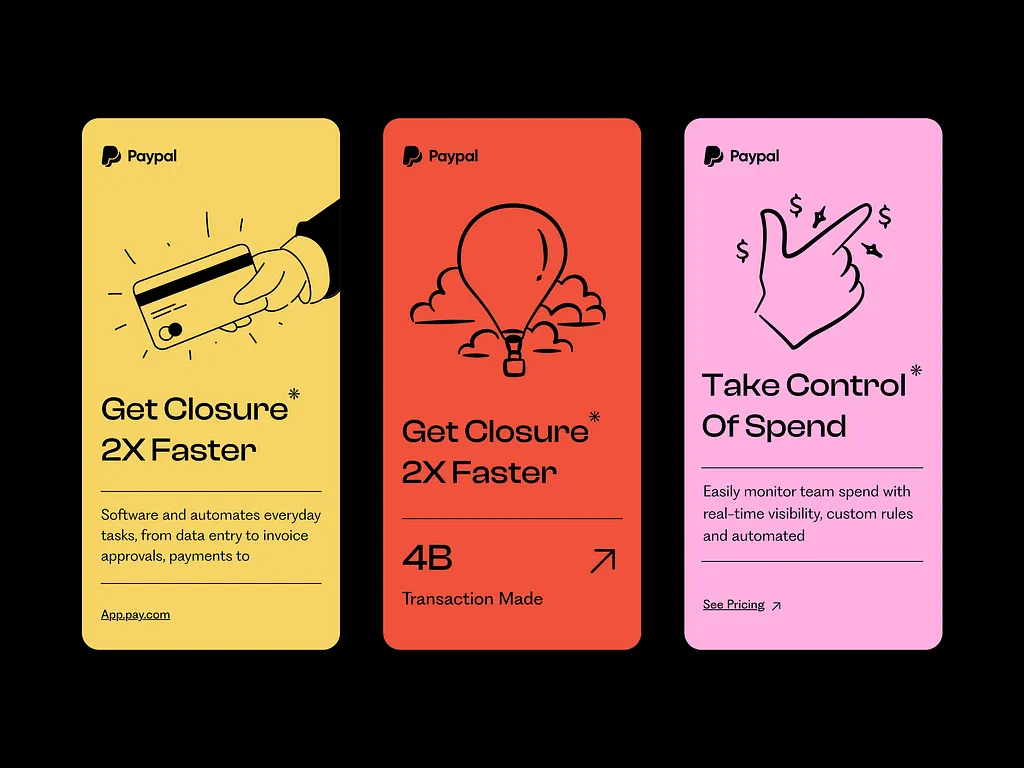 Paypal
Get Closure*
2X Faster
Software and automates everyday
tasks, from data entry to invoice
approvals, payments to
App.pay.com
Paypal
Get Closure*
2X Faster
4B
Transaction Made
Paypal
$ $ $
Take Control*
Of Spend
Easily monitor team spend with
real-time visibility, custom rules
and automated
See Pricing